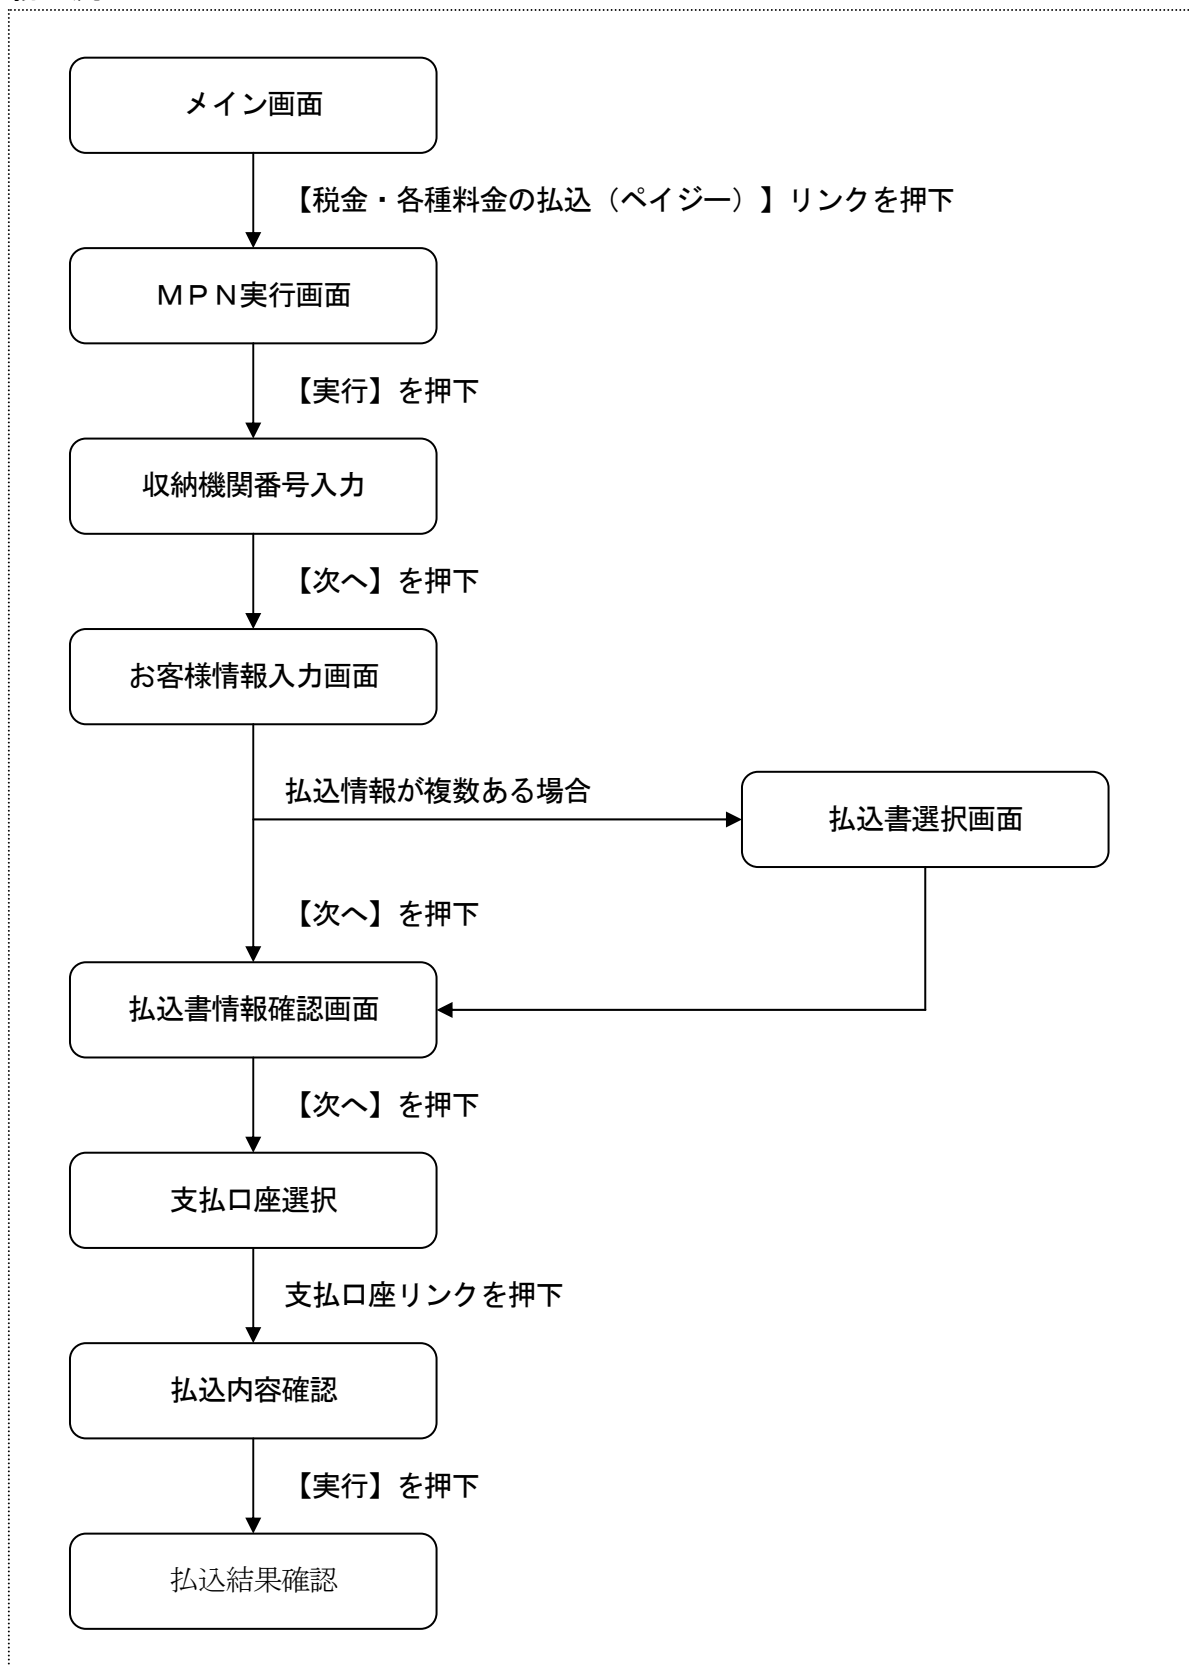 メイン画面
【税金・各種料金の払込（ペイジー）】リンクを押下
ＭＰＮ実行画面
【実行】を押下
収納機関番号入力
【次へ】を押下
お客様情報入力画面
払込情報が複数ある場合
払込書選択画面
【次へ】を押下
払込書情報確認画面
【次へ】を押下
支払口座選択
支払口座リンクを押下
払込内容確認
【実行】を押下
払込結果確認